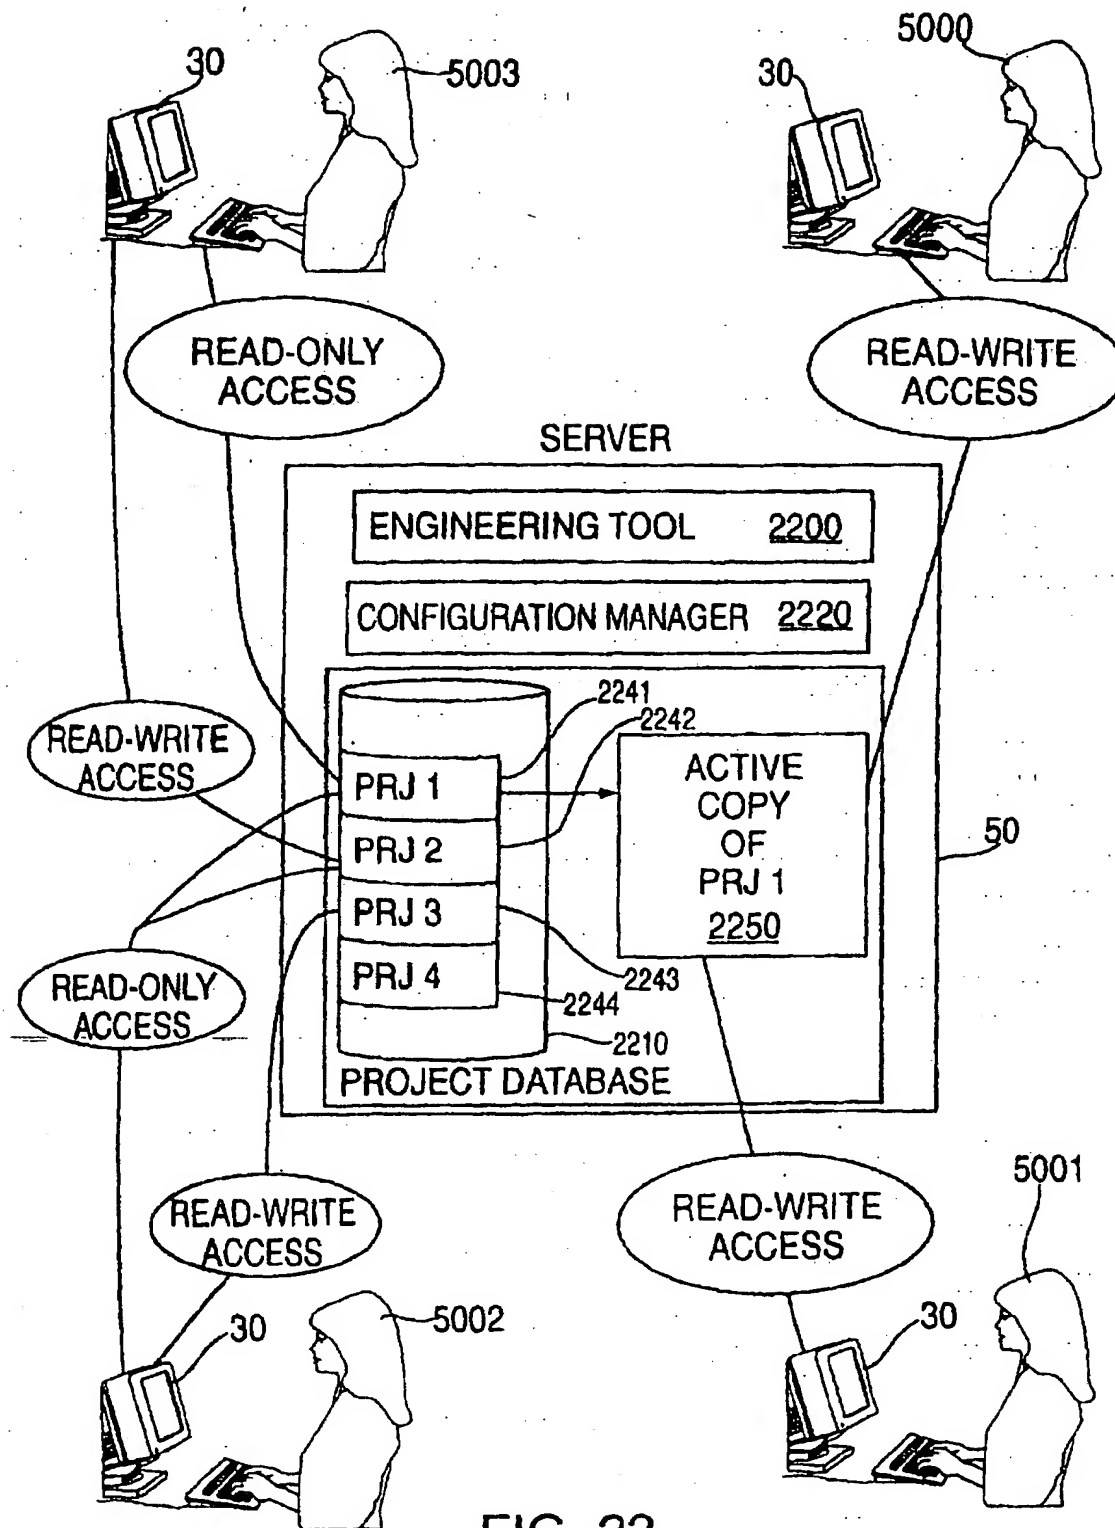 30
5003
5000
30
READ-ONLY
ACCESS
READ-WRITE
ACCESS
SERVER
ENGINEERING TOOL 2200
CONFIGURATION MANAGER 2220
2241
2242
READ-WRITE
ACCESS
PRJ 1
PRJ 2
PRJ 3
PRJ 4
ACTIVE
COPY
OF
PRJ 1
2250
50
READ-ONLY
ACCESS
2243
2244
2210
PROJECT DATABASE
READ-WRITE
ACCESS
READ-WRITE
ACCESS
5001
30
5002
30